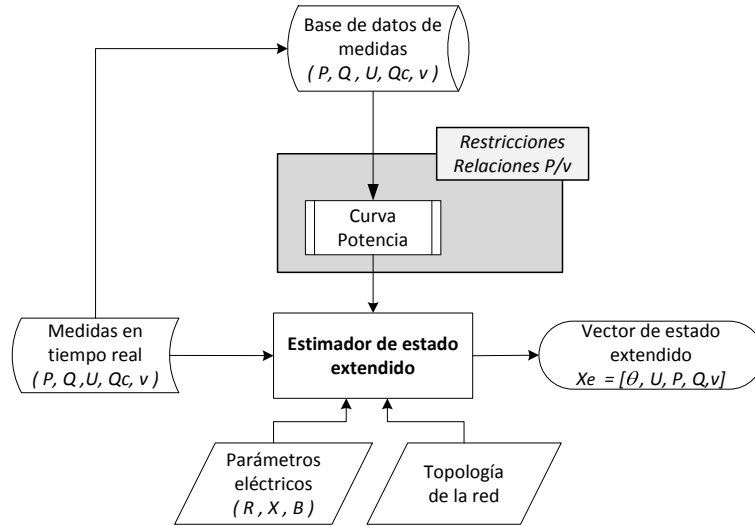 Base de datos de
medidas
( P, Q , U, Qc, v )
Restricciones
Relaciones P/v
Curva
Potencia
Medidas en
tiempo real
( P, Q ,U, Qc, v )
Estimador de estado
extendido
Vector de estado
extendido
Xe = [θ, U, P, Q,v]
Parámetros
eléctricos
( R , X , B )
Topología
de la red